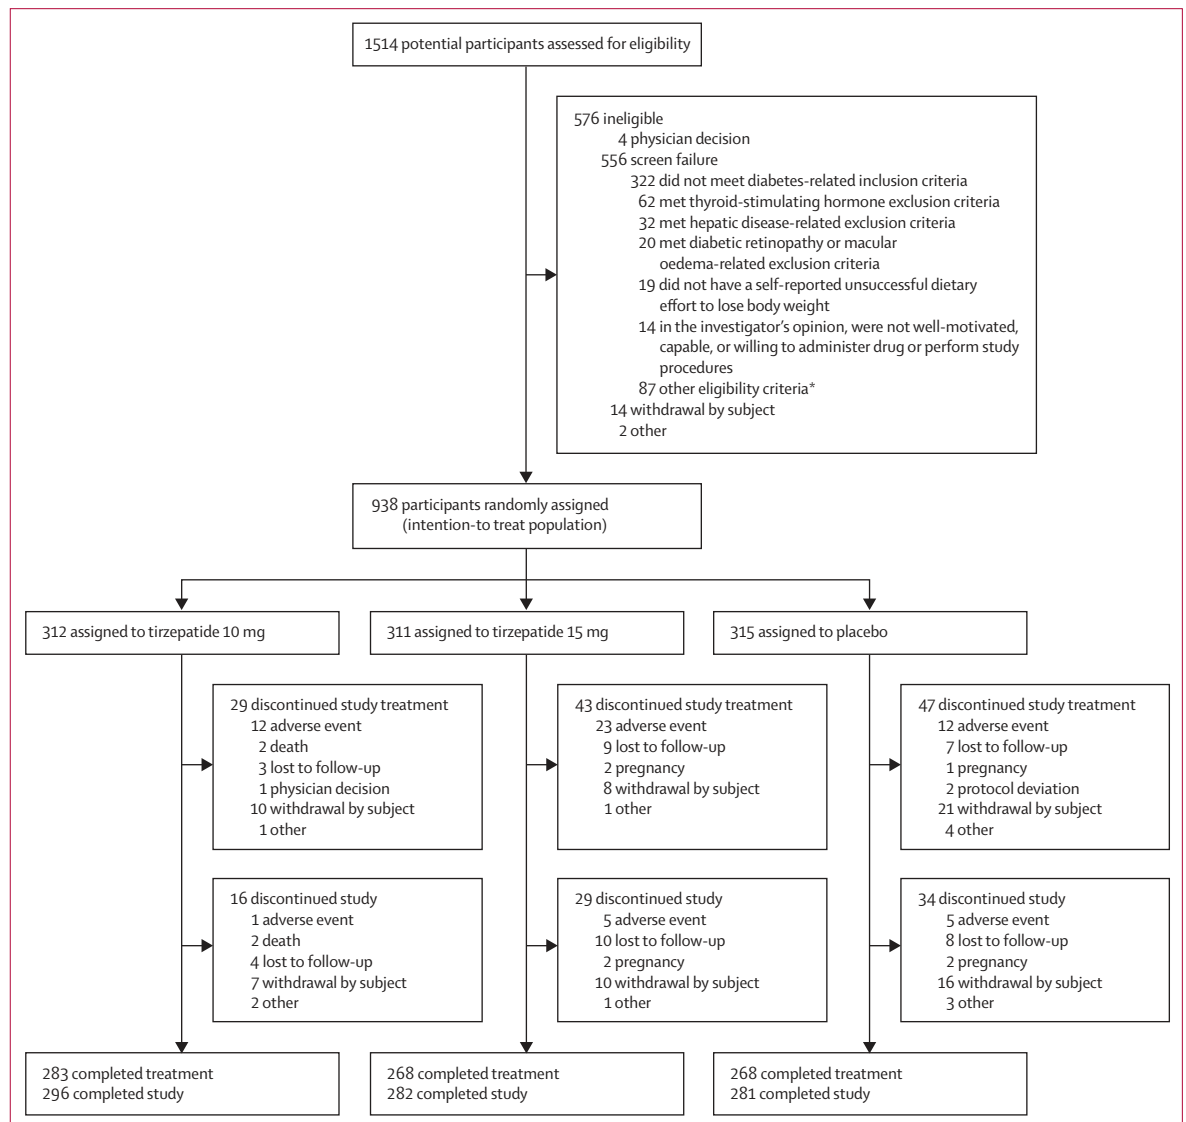 1514 potential participants assessed for eligibility
576 ineligible
4 physician decision
556 screen failure
322 did not meet diabetes-related inclusion criteria
62 met thyroid-stimulating hormone exclusion criteria
32 met hepatic disease-related exclusion criteria
20 met diabetic retinopathy or macular
oedema-related exclusion criteria
19 did not have a self-reported unsuccessful dietary
effort to lose body weight
14 in the investigator's opinion, were not well-motivated,
capable, or willing to administer drug or perform study
procedures
87 other eligibility criteria*
14 withdrawal by subject
2 other
938 participants randomly assigned
(intention-to treat population)
312 assigned to tirzepatide 10 mg
311 assigned to tirzepatide 15 mg
315 assigned to placebo
29 discontinued study treatment
12 adverse event
2 death
3 lost to follow-up
1 physician decision
10 withdrawal by subject
1 other
43 discontinued study treatment
23 adverse event
9 lost to follow-up
2 pregnancy
8 withdrawal by subject
1 other
47 discontinued study treatment
12 adverse event
7 lost to follow-up
1 pregnancy
2 protocol deviation
21 withdrawal by subject
4 other
16 discontinued study
1 adverse event
2 death
4 lost to follow-up
7 withdrawal by subject
2 other
29 discontinued study
5 adverse event
10 lost to follow-up
2 pregnancy
10 withdrawal by subject
1 other
34 discontinued study
5 adverse event
8 lost to follow-up
2 pregnancy
16 withdrawal by subject
3 other
283 completed treatment
296 completed study
268 completed treatment
282 completed study
268 completed treatment
281 completed study